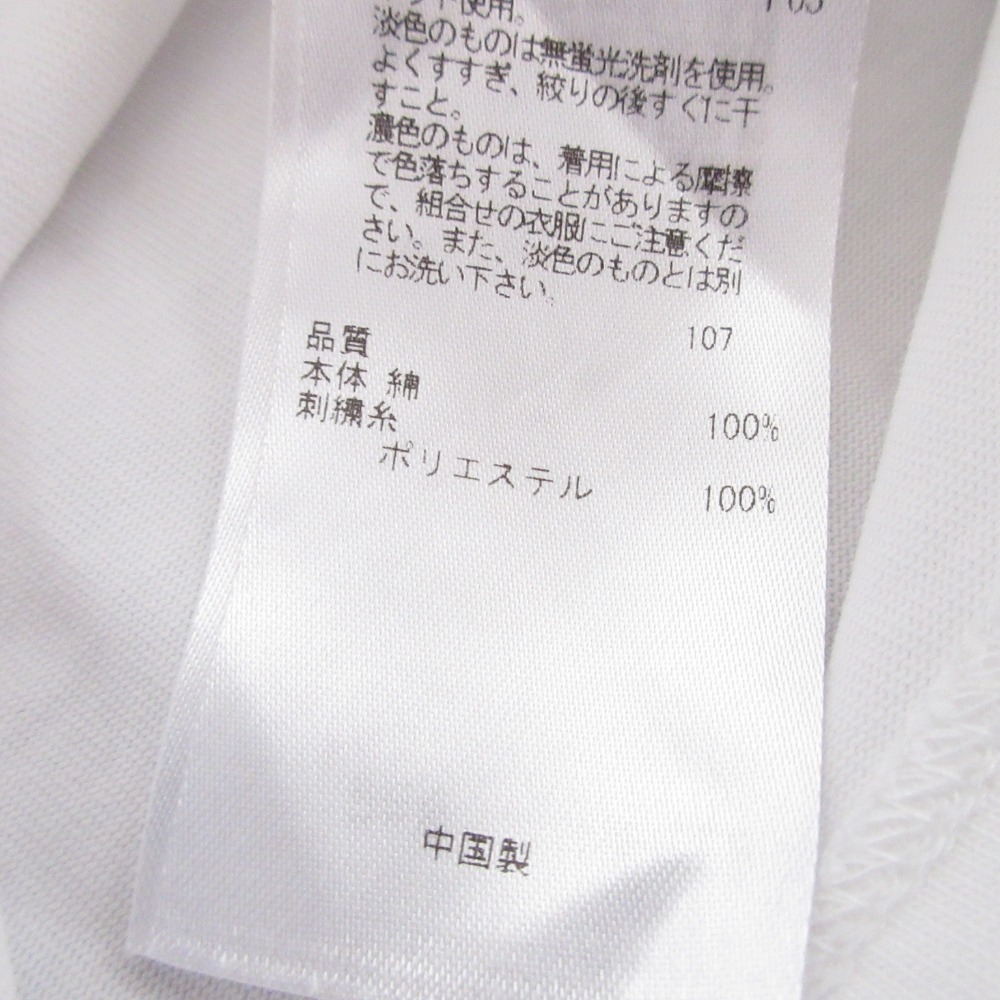 使用。
淡色のものは無蛍光洗剤を使用。
よくすすぎ、絞りの後すぐに干
すこと。
濃色のものは、着用による摩擦
で色落ちすることがありますの
で、組合せの衣服にご注意くだ
さい。また、淡色のものとは別
にお洗い下さい。
品質 107
本体 綿 100%
刺繍糸
ポリエステル 100%
中国製